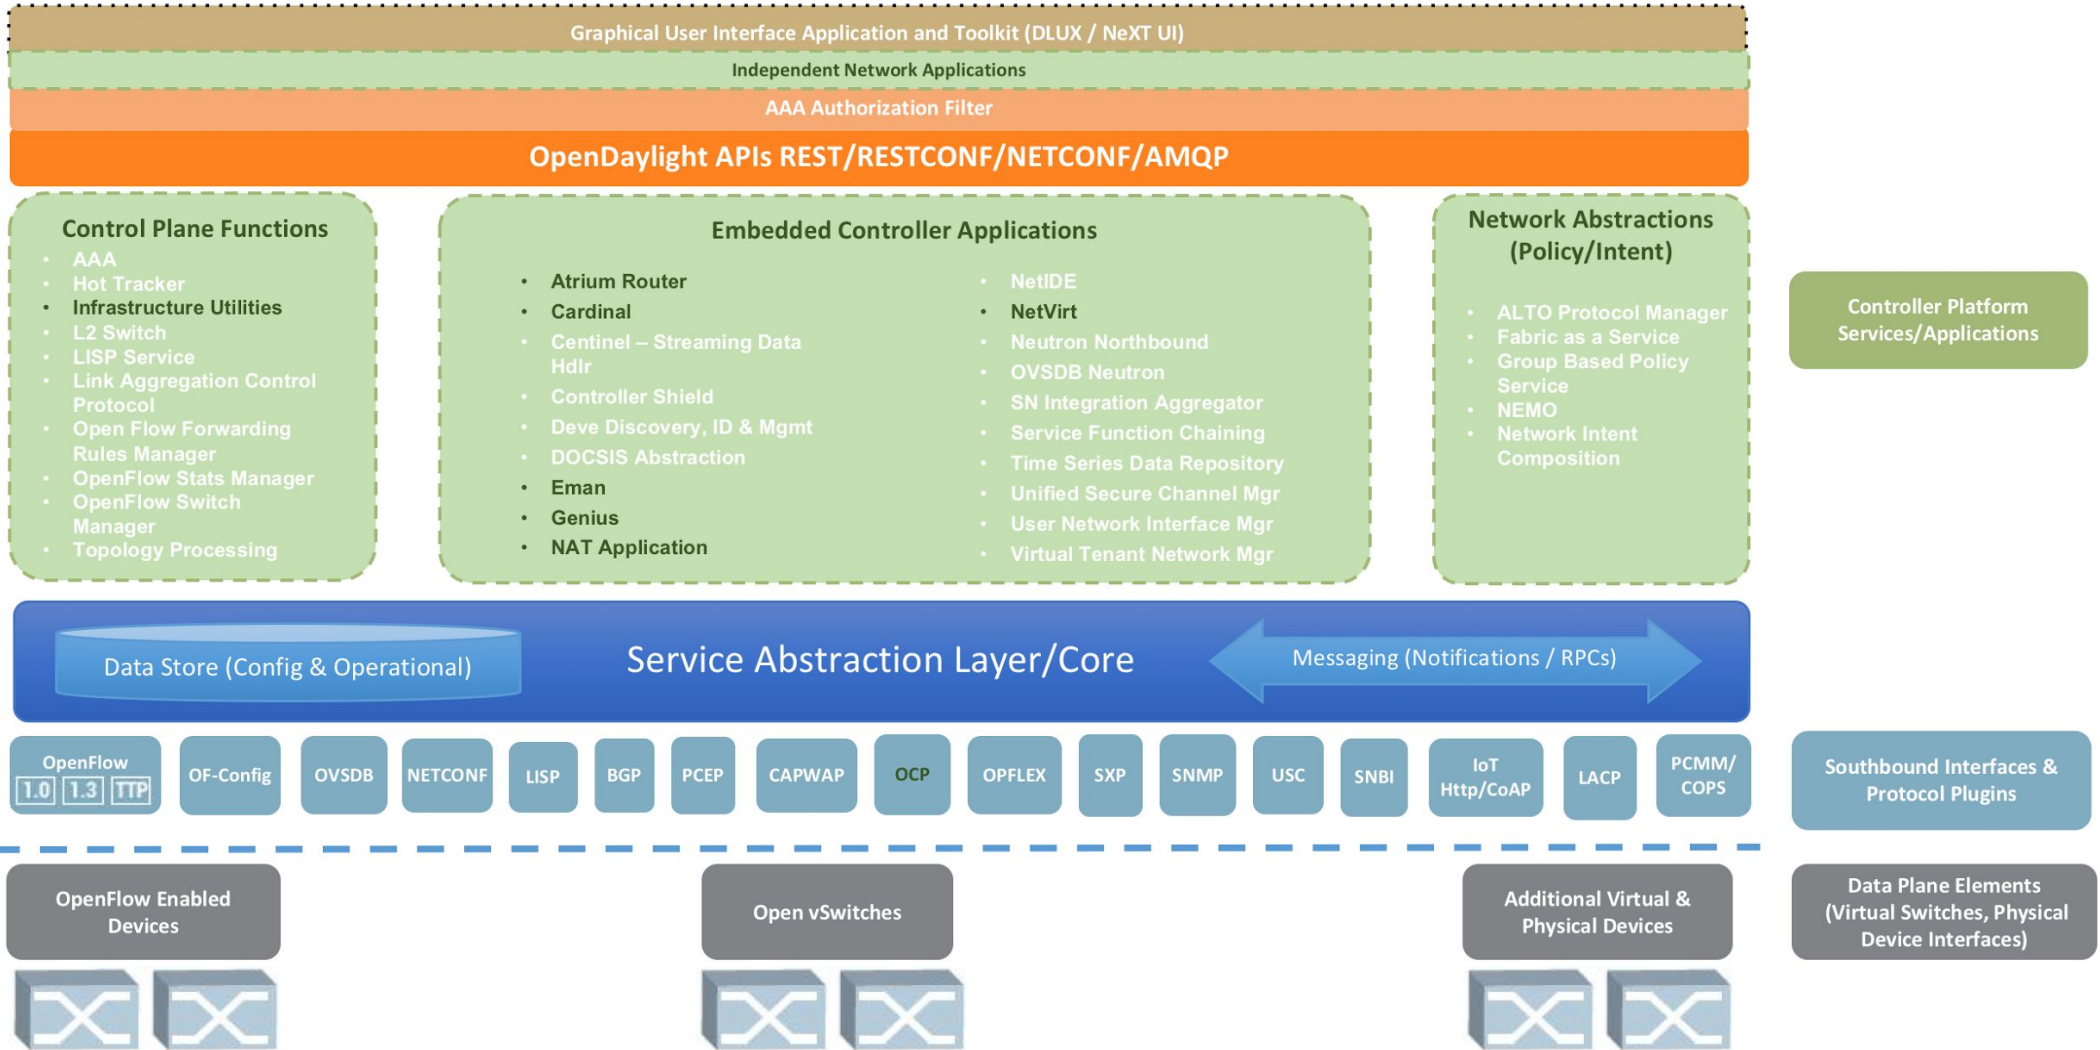 Graphical User Interface Application and Toolkit (DLUX / NeXT UI)
Independent Network Applications
AAA Authorization Filter
OpenDaylight APIs REST/RESTCONF/NETCONF/AMQP
Control Plane Functions
• AAA
• Hot Tracker
• Infrastructure Utilities
• L2 Switch
• LISP Service
• Link Aggregation Control
Protocol
• Open Flow Forwarding
Rules Manager
• OpenFlow Stats Manager
• OpenFlow Switch
Manager
• Topology Processing
Embedded Controller Applications
• Atrium Router
• Cardinal
• Centinel – Streaming Data
Hdlr
• Controller Shield
• Deve Discovery, ID & Mgmt
• DOCSIS Abstraction
• Eman
• Genius
• NAT Application
• NetIDE
• NetVirt
• Neutron Northbound
• OVSDB Neutron
• SN Integration Aggregator
• Service Function Chaining
• Time Series Data Repository
• Unified Secure Channel Mgr
• User Network Interface Mgr
• Virtual Tenant Network Mgr
Network Abstractions
(Policy/Intent)
• ALTO Protocol Manager
• Fabric as a Service
• Group Based Policy
Service
• NEMO
• Network Intent
Composition
Controller Platform
Services/Applications
Data Store (Config & Operational)
Service Abstraction Layer/Core
Messaging (Notifications / RPCs)
OpenFlow
1.0 1.3 TTP
OF-Config
OVSDB
NETCONF
LISP
BGP
PCEP
CAPWAP
OCP
OPFLEX
SXP
SNMP
USC
SNBI
IoT
Http/CoAP
LACP
PCMM/
COPS
Southbound Interfaces &
Protocol Plugins
OpenFlow Enabled
Devices
Open vSwitches
Additional Virtual &
Physical Devices
Data Plane Elements
(Virtual Switches, Physical
Device Interfaces)